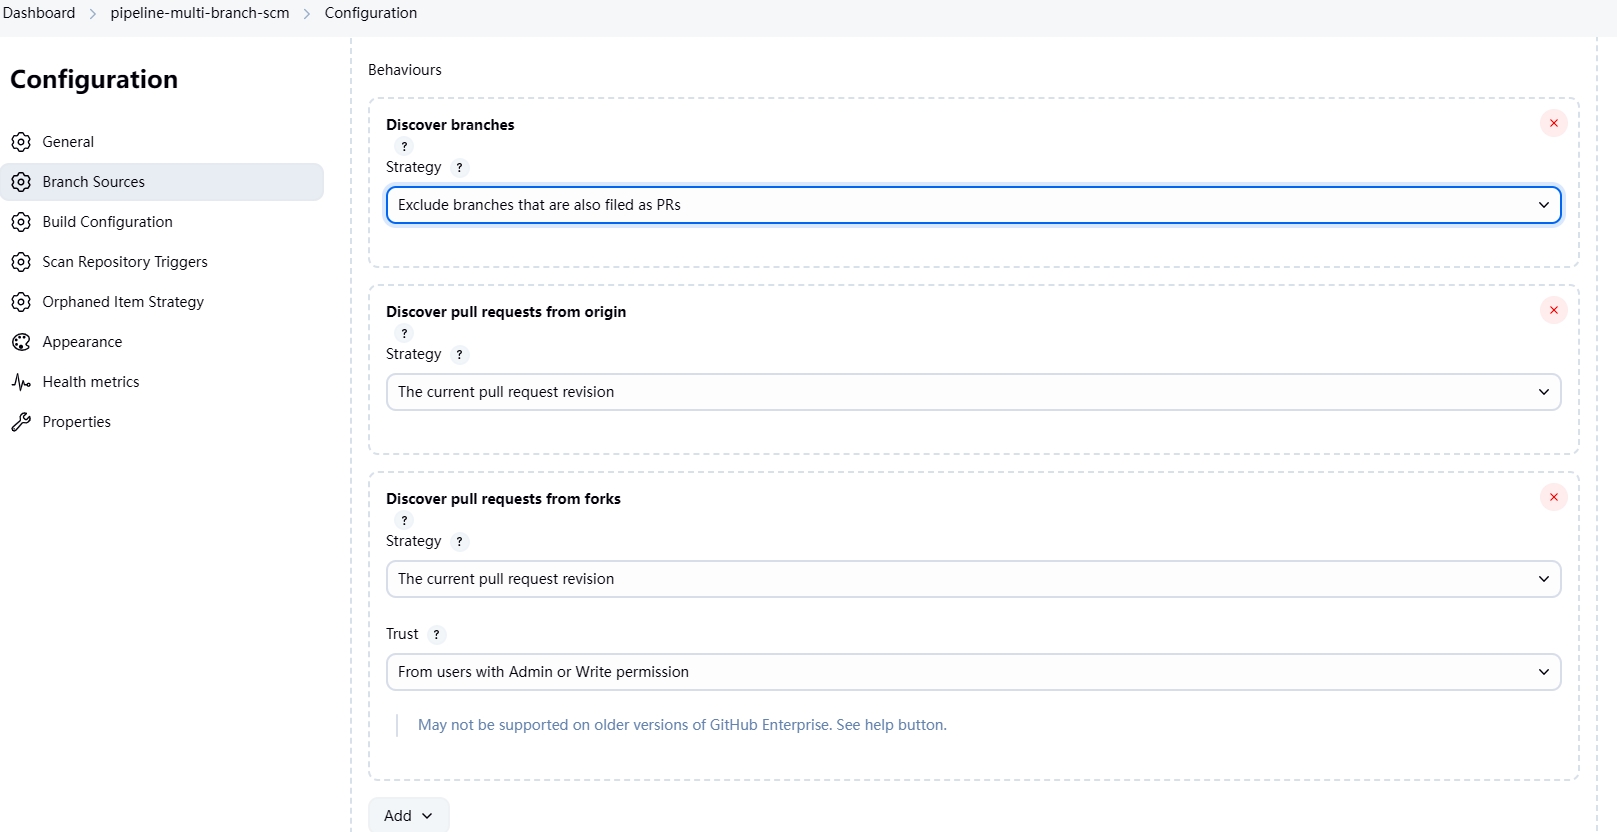 Dashboard > pipeline-multi-branch-scm > Configuration
Configuration
General
Branch Sources
Build Configuration
Scan Repository Triggers
Orphaned Item Strategy
Appearance
Health metrics
Properties
Behaviours
Discover branches
?
Strategy ?
Exclude branches that are also filed as PRs
Discover pull requests from origin
?
Strategy ?
The current pull request revision
Discover pull requests from forks
?
Strategy ?
The current pull request revision
Trust ?
From users with Admin or Write permission
May not be supported on older versions of GitHub Enterprise. See help button.
Add